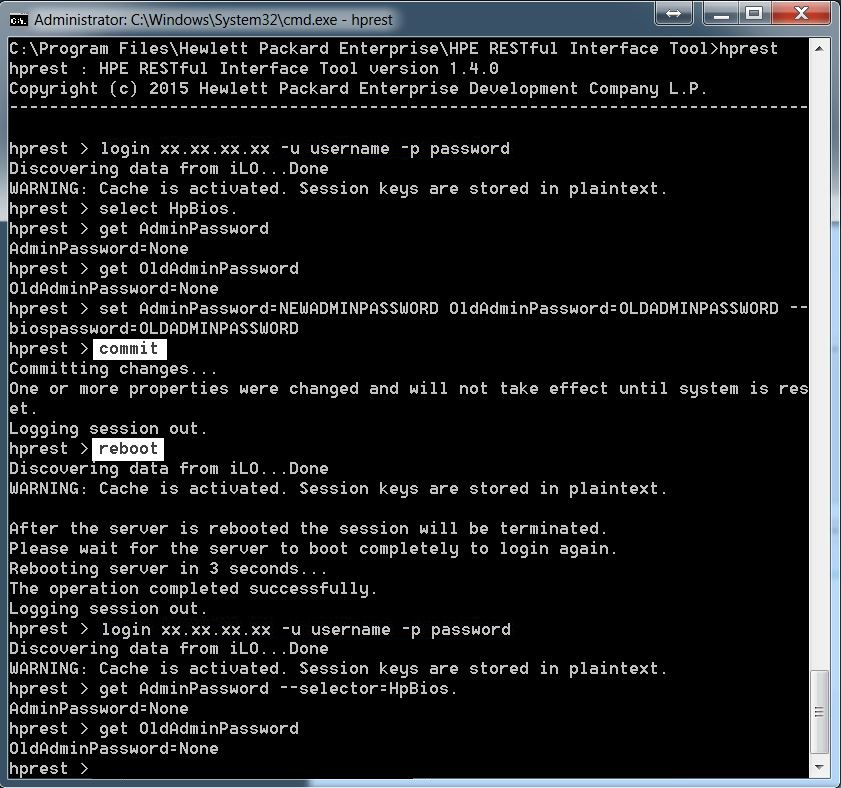 Administrator: C:\Windows\System32\cmd.exe - hprest
C:\Program Files\Hewlett Packard Enterprise\HPE RESTful Interface Tool>hprest
hprest : HPE RESTful Interface Tool version 1.4.0
Copyright (c) 2015 Hewlett Packard Enterprise Development Company L.P.
--------------------------------------------------------------------------------
hprest > login xx.xx.xx.xx -u username -p password
Discovering data from iLO...Done
WARNING: Cache is activated. Session keys are stored in plaintext.
hprest > select HpBios.
hprest > get AdminPassword
AdminPassword=None
hprest > get OldAdminPassword
OldAdminPassword=None
hprest > set AdminPassword=NEWADMINPASSWORD OldAdminPassword=OLDADMINPASSWORD --
biospassword=OLDADMINPASSWORD
hprest > commit
Committing changes...
One or more properties were changed and will not take effect until system is res
et.
Logging session out.
hprest > reboot
Discovering data from iLO...Done
WARNING: Cache is activated. Session keys are stored in plaintext.
After the server is rebooted the session will be terminated.
Please wait for the server to boot completely to login again.
Rebooting server in 3 seconds...
The operation completed successfully.
Logging session out.
hprest > login xx.xx.xx.xx -u username -p password
Discovering data from iLO...Done
WARNING: Cache is activated. Session keys are stored in plaintext.
hprest > get AdminPassword --selector=HpBios.
AdminPassword=None
hprest > get OldAdminPassword
OldAdminPassword=None
hprest >